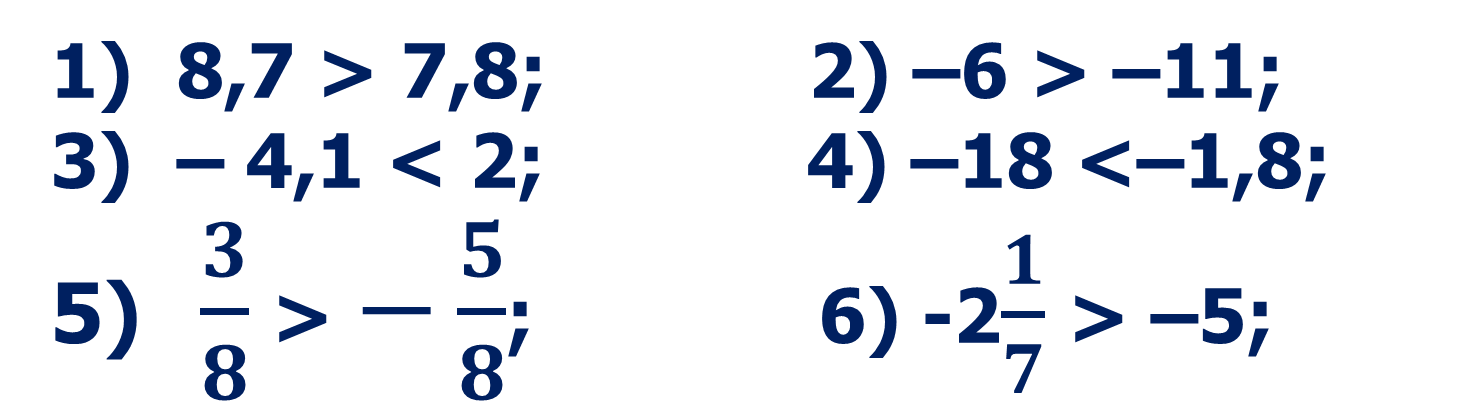 1) 8,7 > 7,8; 2) –6 > –11;
3) – 4,1 < 2; 4) –18 <–1,8;
5) 3/8 > – 5/8; 6) -2 1/7 > –5;